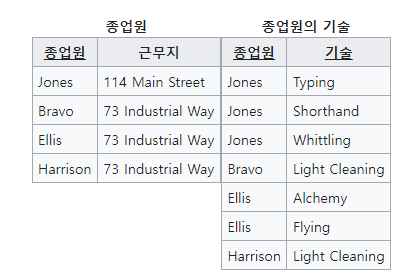 종업원
종업원 근무지
Jones 114 Main Street
Bravo 73 Industrial Way
Ellis 73 Industrial Way
Harrison 73 Industrial Way
종업원의 기술
종업원 기술
Jones Typing
Jones Shorthand
Jones Whittling
Bravo Light Cleaning
Ellis Alchemy
Ellis Flying
Harrison Light Cleaning